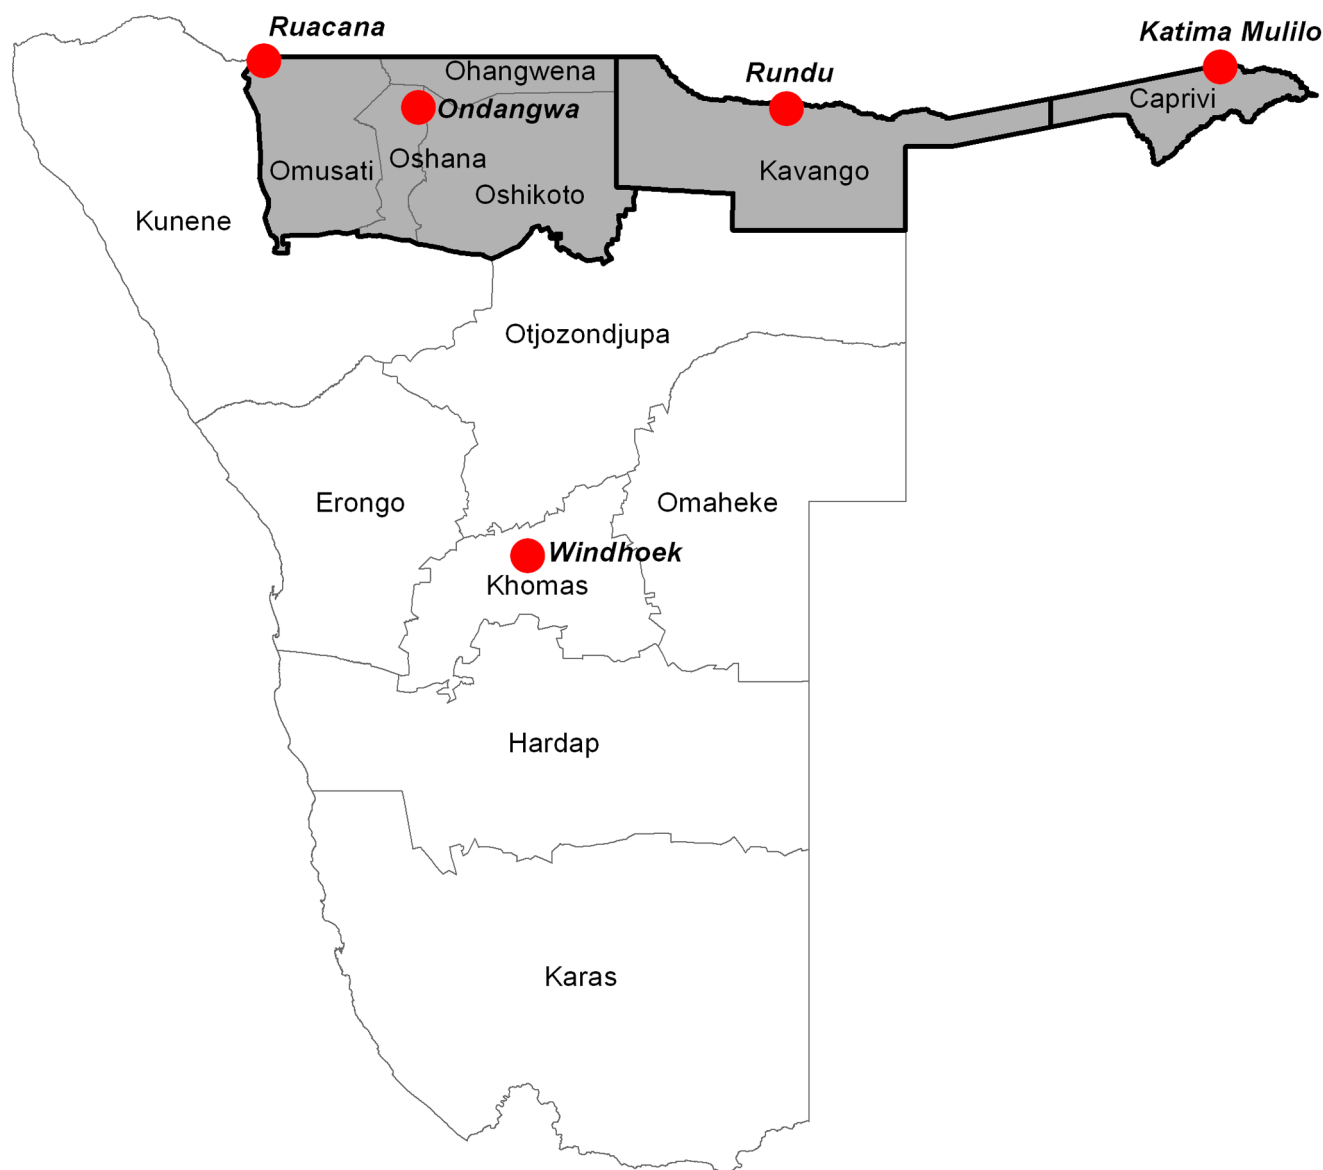 Ruacana
Katima Mulilo
Rundu
Ohangwena
Caprivi
Ondangwa
Oshana
Omusati
Kavango
Oshikoto
Kunene
Otjozondjupa
Erongo
Omaheke
Windhoek
Khomas
Hardap
Karas